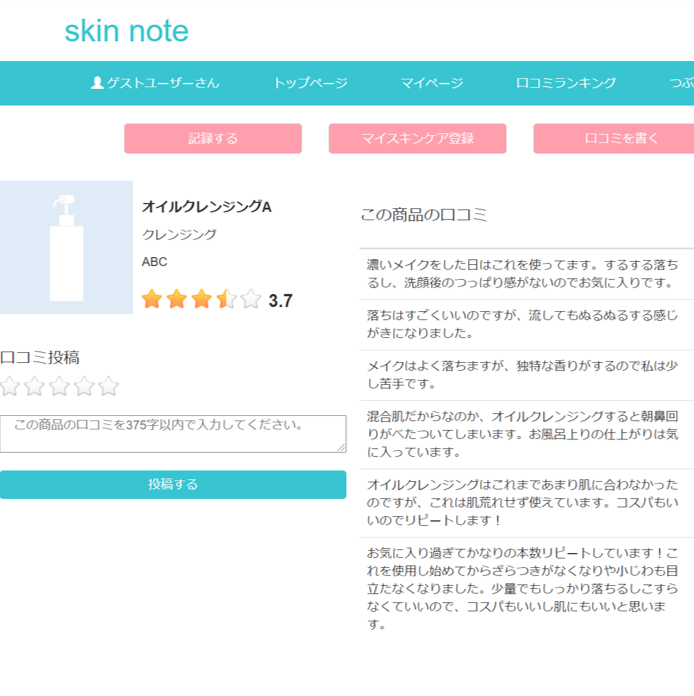 skin note
ゲストユーザーさん
トップページ
マイページ
口コミランキング
つぶ
記録する
マイスキンケア登録
口コミを書く
オイルクレンジングA
クレンジング
ABC
3.7
口コミ投稿
この商品の口コミを375字以内で入力してください。
投稿する
この商品の口コミ
濃いメイクをした日はこれを使ってます。するする落ち
るし、洗顔後のつっぱり感がないのでお気に入りです。
落ちはすごくいいのですが、流してもぬるぬるする感じ
がきになりました。
メイクはよく落ちますが、独特な香りがするので私は少
し苦手です。
混合肌だからなのか、オイルクレンジングすると朝鼻回
りがべたついてしまいます。お風呂上りの仕上がりは気
に入っています。
オイルクレンジングはこれまであまり肌に合わなかった
のですが、これは肌荒れせず使えています。コスパもい
いのでリピートします！
お気に入り過ぎてかなりの本数リピートしています！こ
れを使用し始めてからざらつきがなくなりや小じわも目
立たなくなりました。少量でもしっかり落ちるしこすら
なくていいので、コスパもいいし肌にもいいと思いま
す。